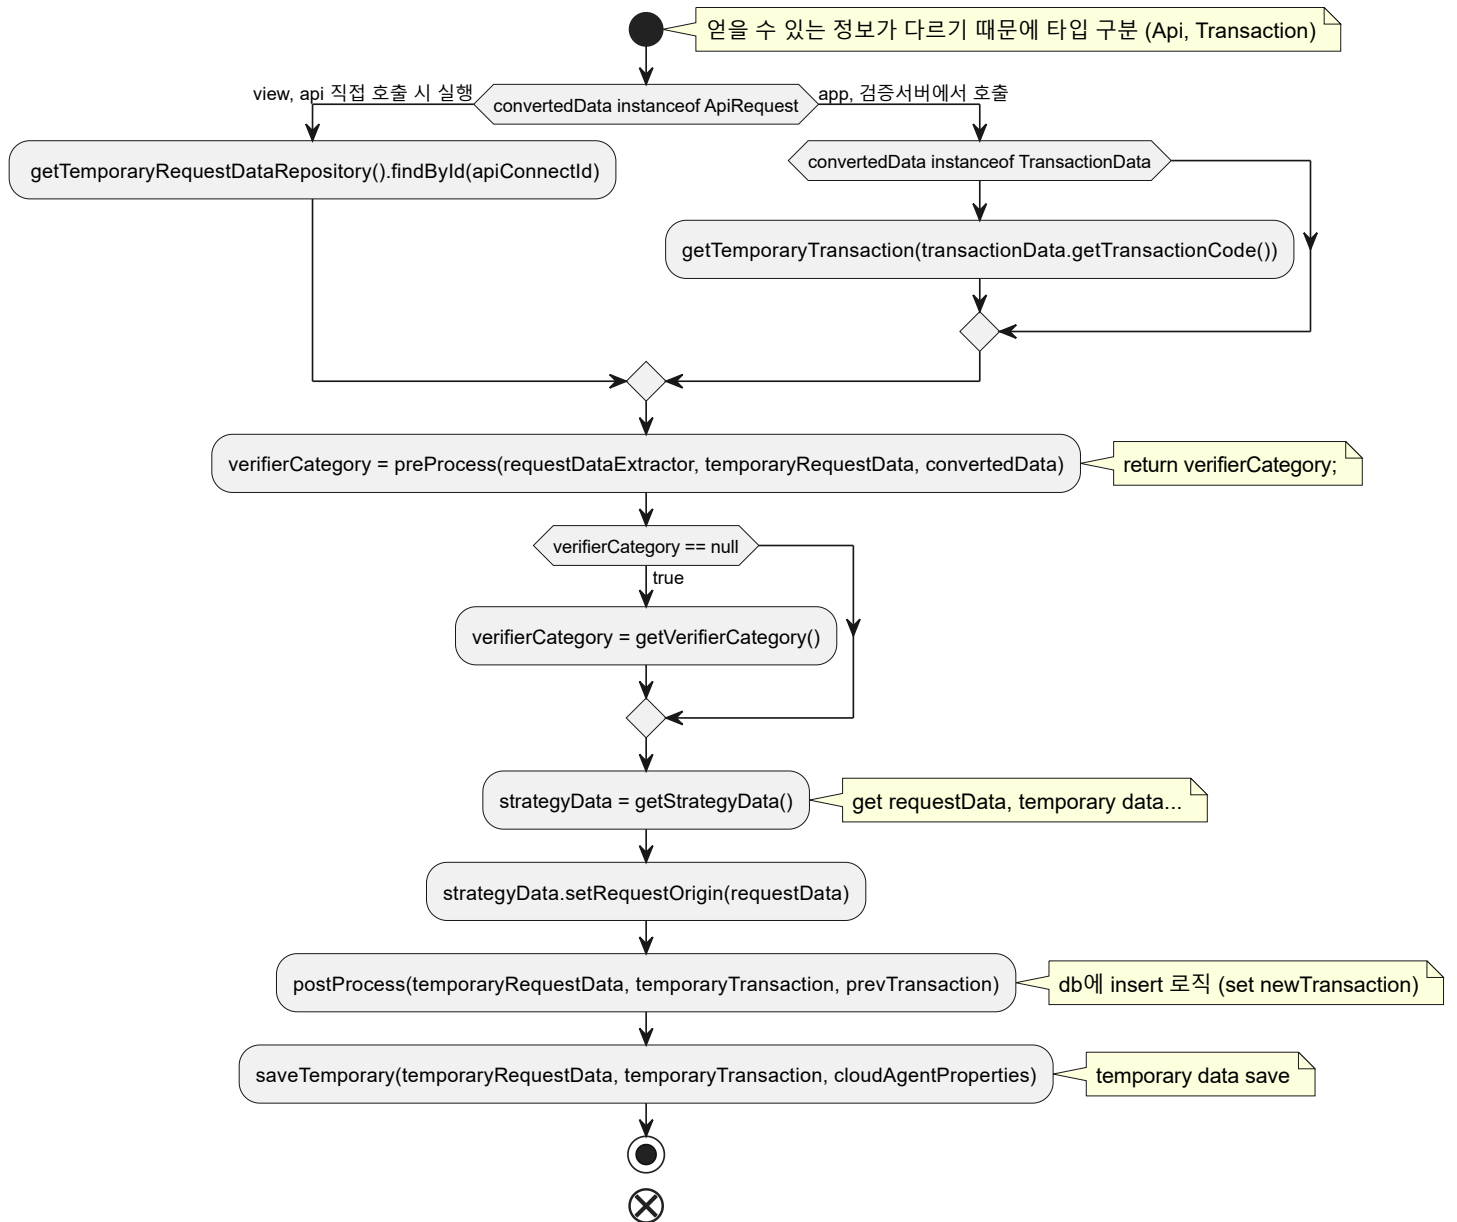 얻을 수 있는 정보가 다르기 때문에 타입 구분 (Api, Transaction)
view, api 직접 호출 시 실행
convertedData instanceof ApiRequest
app, 검증서버에서 호출
getTemporaryRequestDataRepository().findById(apiConnectId)
convertedData instanceof TransactionData
getTemporaryTransaction(transactionData.getTransactionCode())
verifierCategory = preProcess(requestDataExtractor, temporaryRequestData, convertedData)
return verifierCategory;
verifierCategory == null
true
verifierCategory = getVerifierCategory()
strategyData = getStrategyData()
get requestData, temporary data...
strategyData.setRequestOrigin(requestData)
postProcess(temporaryRequestData, temporaryTransaction, prevTransaction)
db에 insert 로직 (set newTransaction)
saveTemporary(temporaryRequestData, temporaryTransaction, cloudAgentProperties)
temporary data save